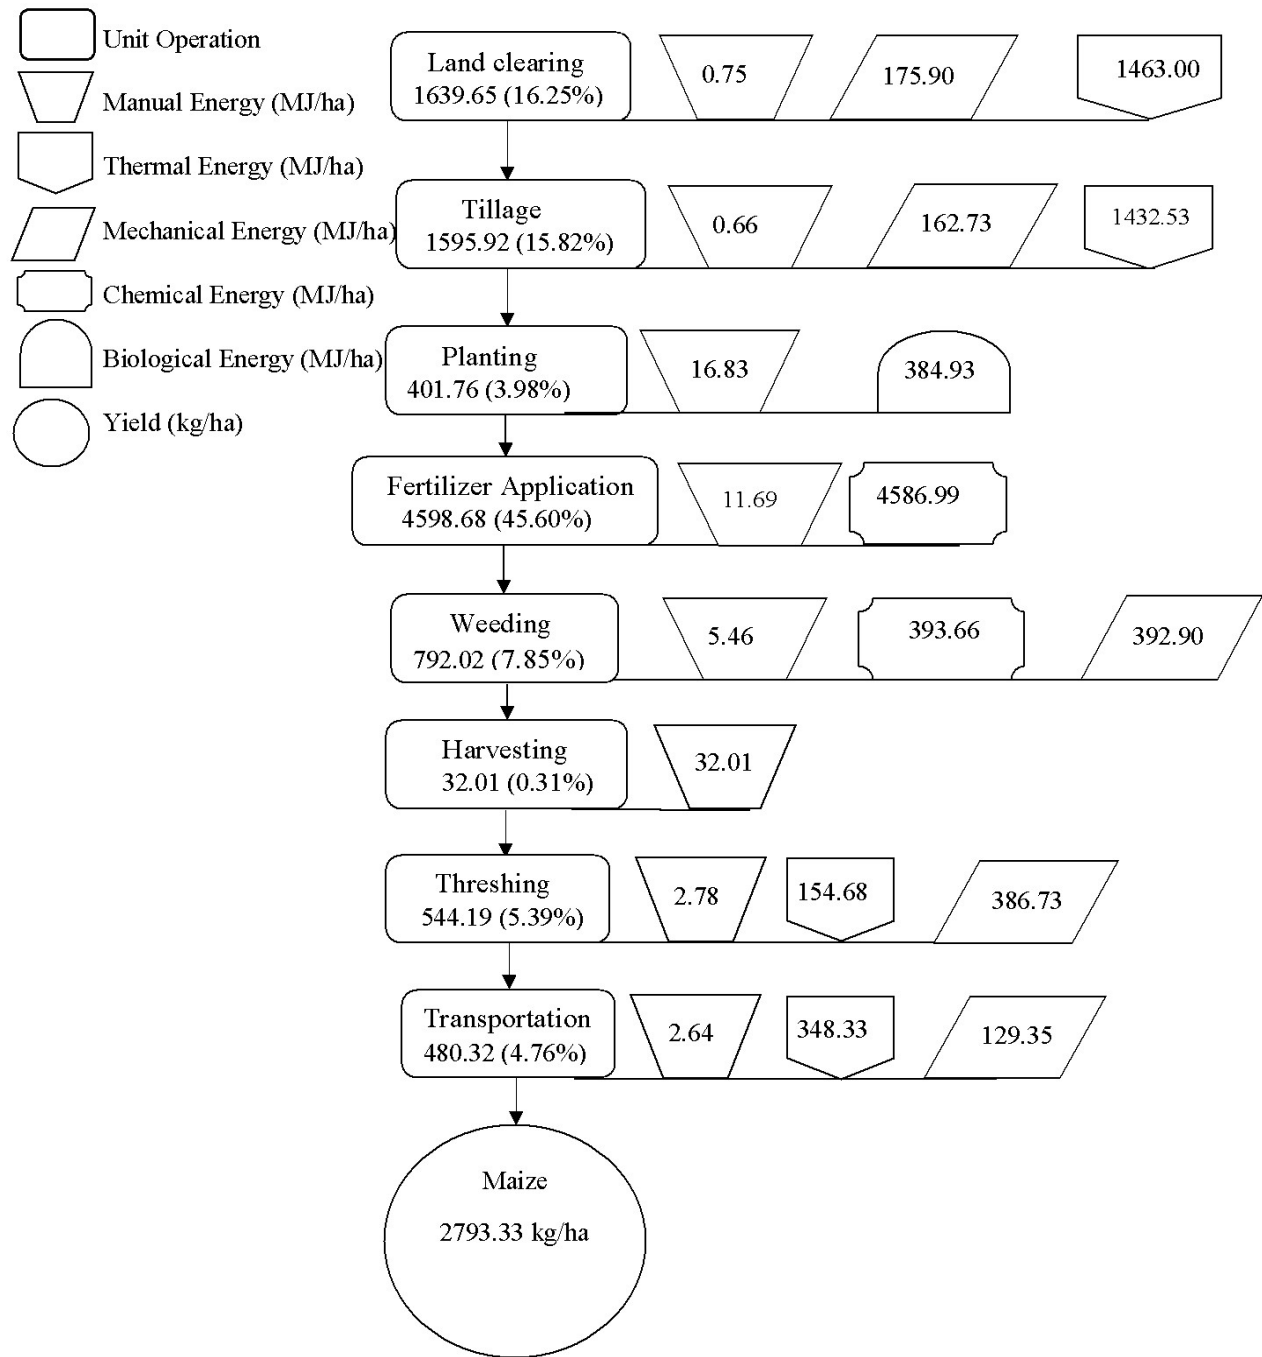 Unit Operation
Manual Energy (MJ/ha)
Thermal Energy (MJ/ha)
Mechanical Energy (MJ/ha)
Chemical Energy (MJ/ha)
Biological Energy (MJ/ha)
Yield (kg/ha)
Land clearing
1639.65 (16.25%)
0.75
175.90
1463.00
Tillage
1595.92 (15.82%)
0.66
162.73
1432.53
Planting
401.76 (3.98%)
16.83
384.93
Fertilizer Application
4598.68 (45.60%)
11.69
4586.99
Weeding
792.02 (7.85%)
5.46
393.66
392.90
Harvesting
32.01 (0.31%)
32.01
Threshing
544.19 (5.39%)
2.78
154.68
386.73
Transportation
480.32 (4.76%)
2.64
348.33
129.35
Maize
2793.33 kg/ha